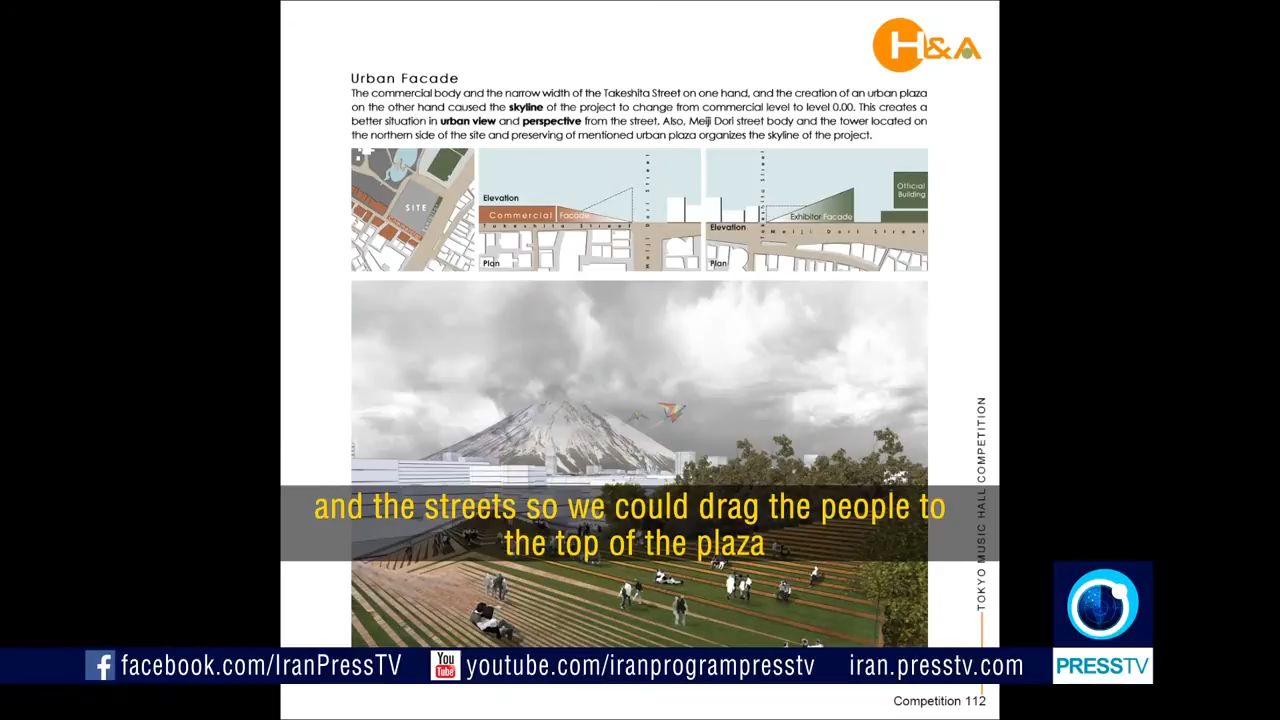 H&A
Urban Facade
The commercial body and the narrow width of the Takeshita Street on one hand, and the creation of an urban plaza
on the other hand caused the skyline of the project to change from commercial level to level 0.00. This creates a
better situation in urban view and perspective from the street. Also, Meiji Dori street body and the tower located on
the northern side of the site and preserving of mentioned urban plaza organizes the skyline of the project.
SITE
Elevation
Commercial Facade
Takeshita Street
Meiji Dori Street
Plan
Takeshita Street
Official
Building
Exhibitor Facade
Elevation
Meiji Dori Street
Plan
TOKYO MUSIC HALL COMPETITION
and the streets so we could drag the people to
the top of the plaza
facebook.com/IranPressTV
You
Tube
youtube.com/iranprogrampresstv
iran.presstv.com
PRESSTV
Competition 112